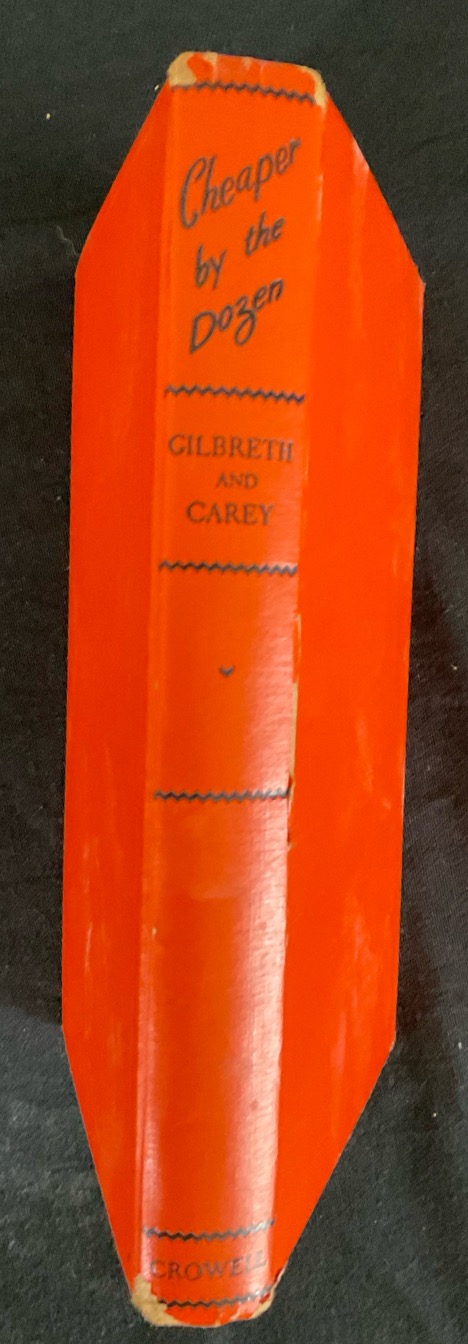 Cheaper
by the
Dozen
GILBRETH
AND
CAREY
CROWELL